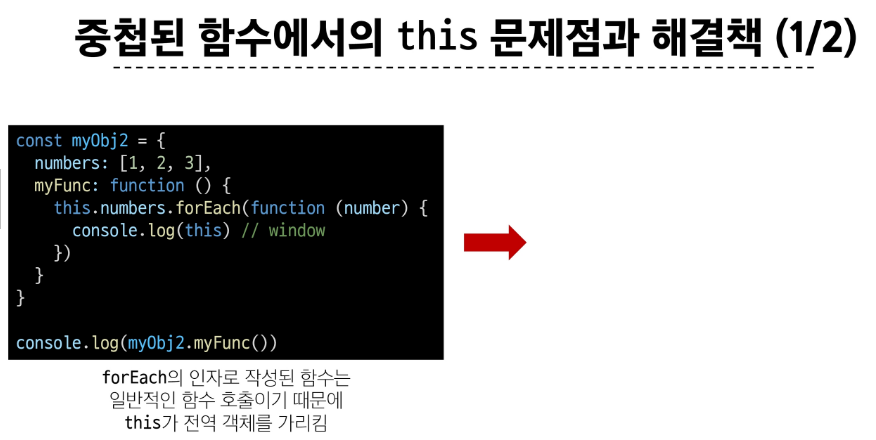 중첩된 함수에서의 this 문제점과 해결책 (1/2)
const myObj2 = {
  numbers: [1, 2, 3],
  myFunc: function () {
    this.numbers.forEach(function (number) {
      console.log(this) // window
    })
  }
}

console.log(myObj2.myFunc())
forEach의 인자로 작성된 함수는
일반적인 함수 호출이기 때문에
this가 전역 객체를 가리킴